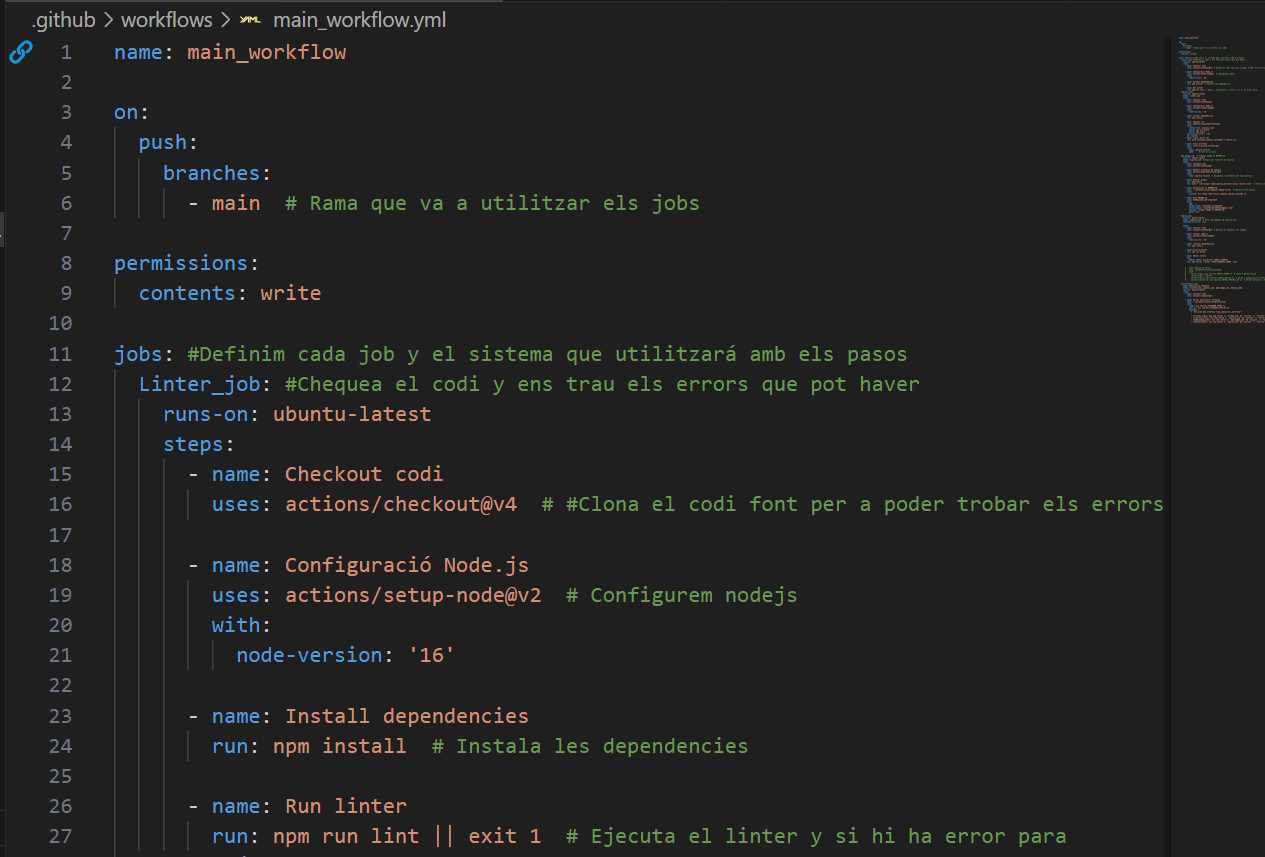 .github > workflows > YAML main_workflow.yml
1 name: main_workflow
2
3 on:
4 push:
5 branches:
6 - main # Rama que va a utilitzar els jobs
7
8 permissions:
9 contents: write
10
11 jobs: #Definim cada job y el sistema que utilitzará amb els pasos
12 Linter_job: #Chequea el codi y ens trau els errors que pot haver
13 runs-on: ubuntu-latest
14 steps:
15 - name: Checkout codi
16 uses: actions/checkout@v4 # #Clona el codi font per a poder trobar els errors
17
18 - name: Configuració Node.js
19 uses: actions/setup-node@v2 # Configurem nodejs
20 with:
21 node-version: '16'
22
23 - name: Install dependencies
24 run: npm install # Instala les dependencies
25
26 - name: Run linter
27 run: npm run lint || exit 1 # Ejecuta el linter y si hi ha error para